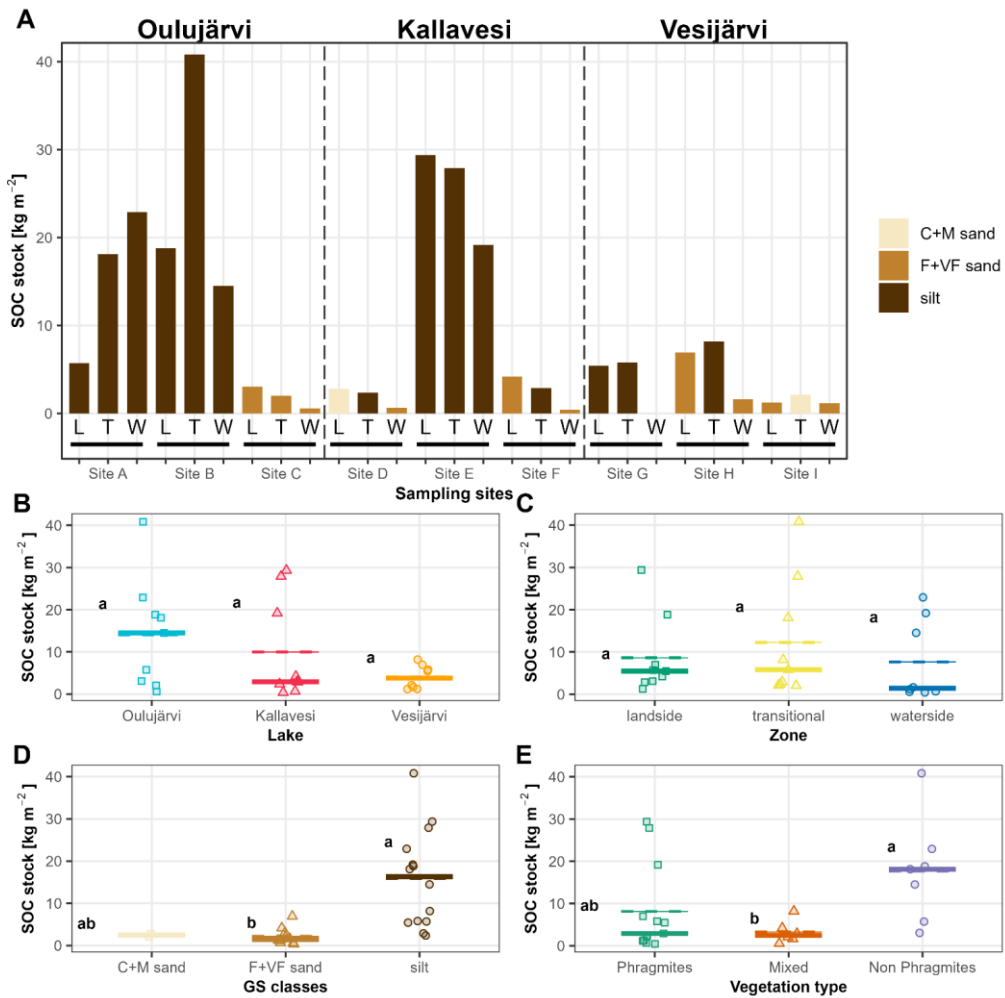 A
Oulujärvi Kallavesi Vesijärvi
SOC stock [kg m⁻²]
40
30
20
10
0
L T W L T W L T W L T W L T W L T W L T W L T W L T W
Site A Site B Site C Site D Site E Site F Site G Site H Site I
Sampling sites
C+M sand
F+VF sand
silt
B
SOC stock [kg m⁻²]
40
30
20
10
0
a
a
a
Oulujärvi Kallavesi Vesijärvi
Lake
C
SOC stock [kg m⁻²]
40
30
20
10
0
a
a
a
landside transitional waterside
Zone
D
SOC stock [kg m⁻²]
40
30
20
10
0
ab
b
a
C+M sand F+VF sand silt
GS classes
E
SOC stock [kg m⁻²]
40
30
20
10
0
ab
b
a
Phragmites Mixed Non Phragmites
Vegetation type